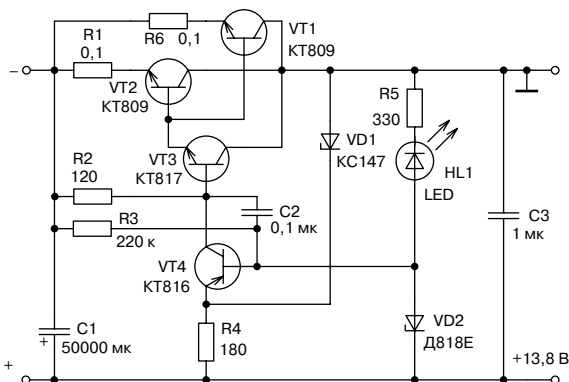 R1
0,1
R6 0,1
VT1
КТ809
–
VT2
КТ809
R2
120
VT3
КТ817
VD1
КС147
R5
330
HL1
LED
R3
220 к
C2
0,1 мк
C3
1 мк
VT4
КТ816
C1
+
50000 мк
R4
180
VD2
Д818Е
+
+13,8 В